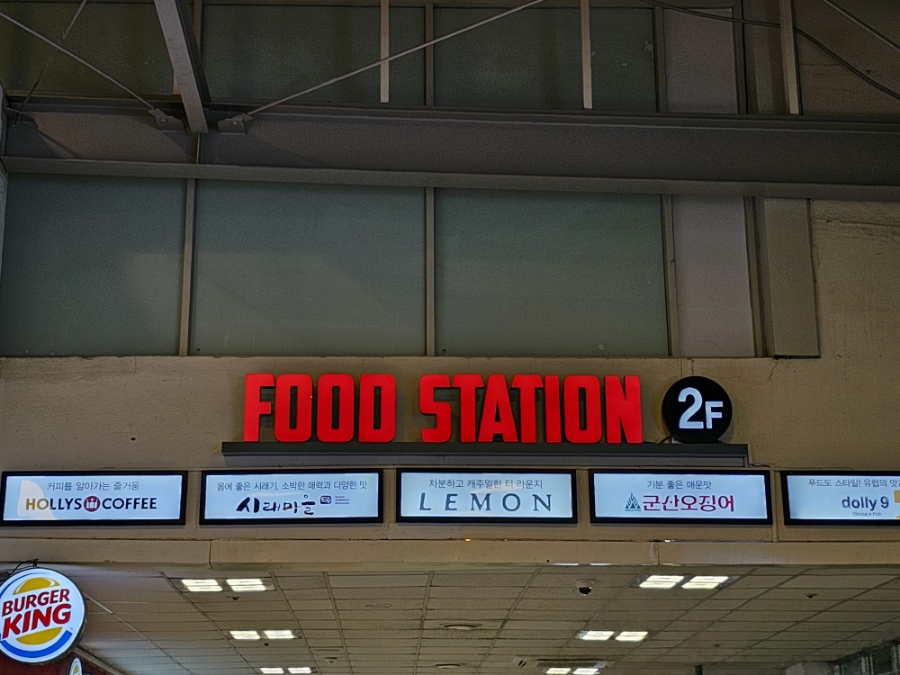 FOOD STATION 2F
커피를 알아가는 즐거움
HOLLYS COFFEE
몸에 좋은 시래기, 소박한 매력과 다양한 맛
시래마을
차분하고 캐주얼한 티 라운지
LEMON
기분 좋은 매운맛
군산오징어
푸드도 스타일! 유럽의 맛
dolly 9
BURGER
KING